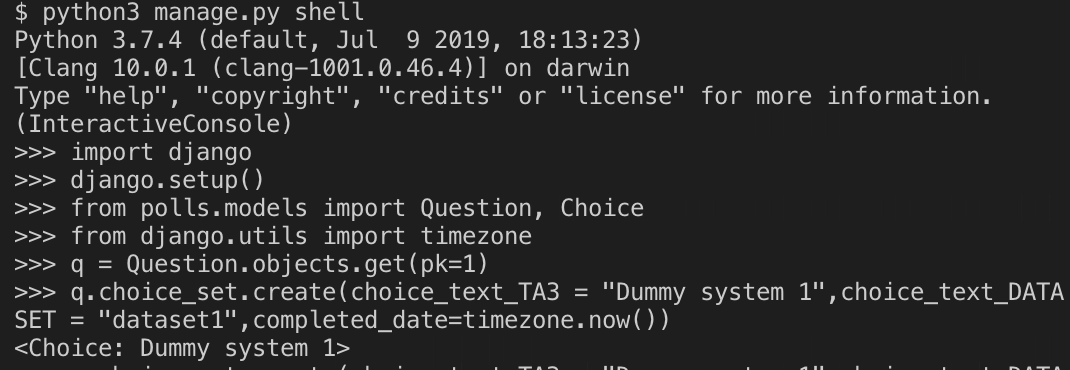 $ python3 manage.py shell
Python 3.7.4 (default, Jul  9 2019, 18:13:23)
[Clang 10.0.1 (clang-1001.0.46.4)] on darwin
Type "help", "copyright", "credits" or "license" for more information.
(InteractiveConsole)
>>> import django
>>> django.setup()
>>> from polls.models import Question, Choice
>>> from django.utils import timezone
>>> q = Question.objects.get(pk=1)
>>> q.choice_set.create(choice_text_TA3 = "Dummy system 1",choice_text_DATA
SET = "dataset1",completed_date=timezone.now())
<Choice: Dummy system 1>